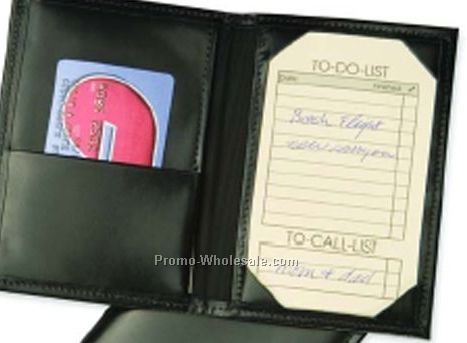 TO-DO-LIST
Date Finished ✓
Book Flight
TO-CALL-LIST
Mom & dad
Promo-Wholesale.com